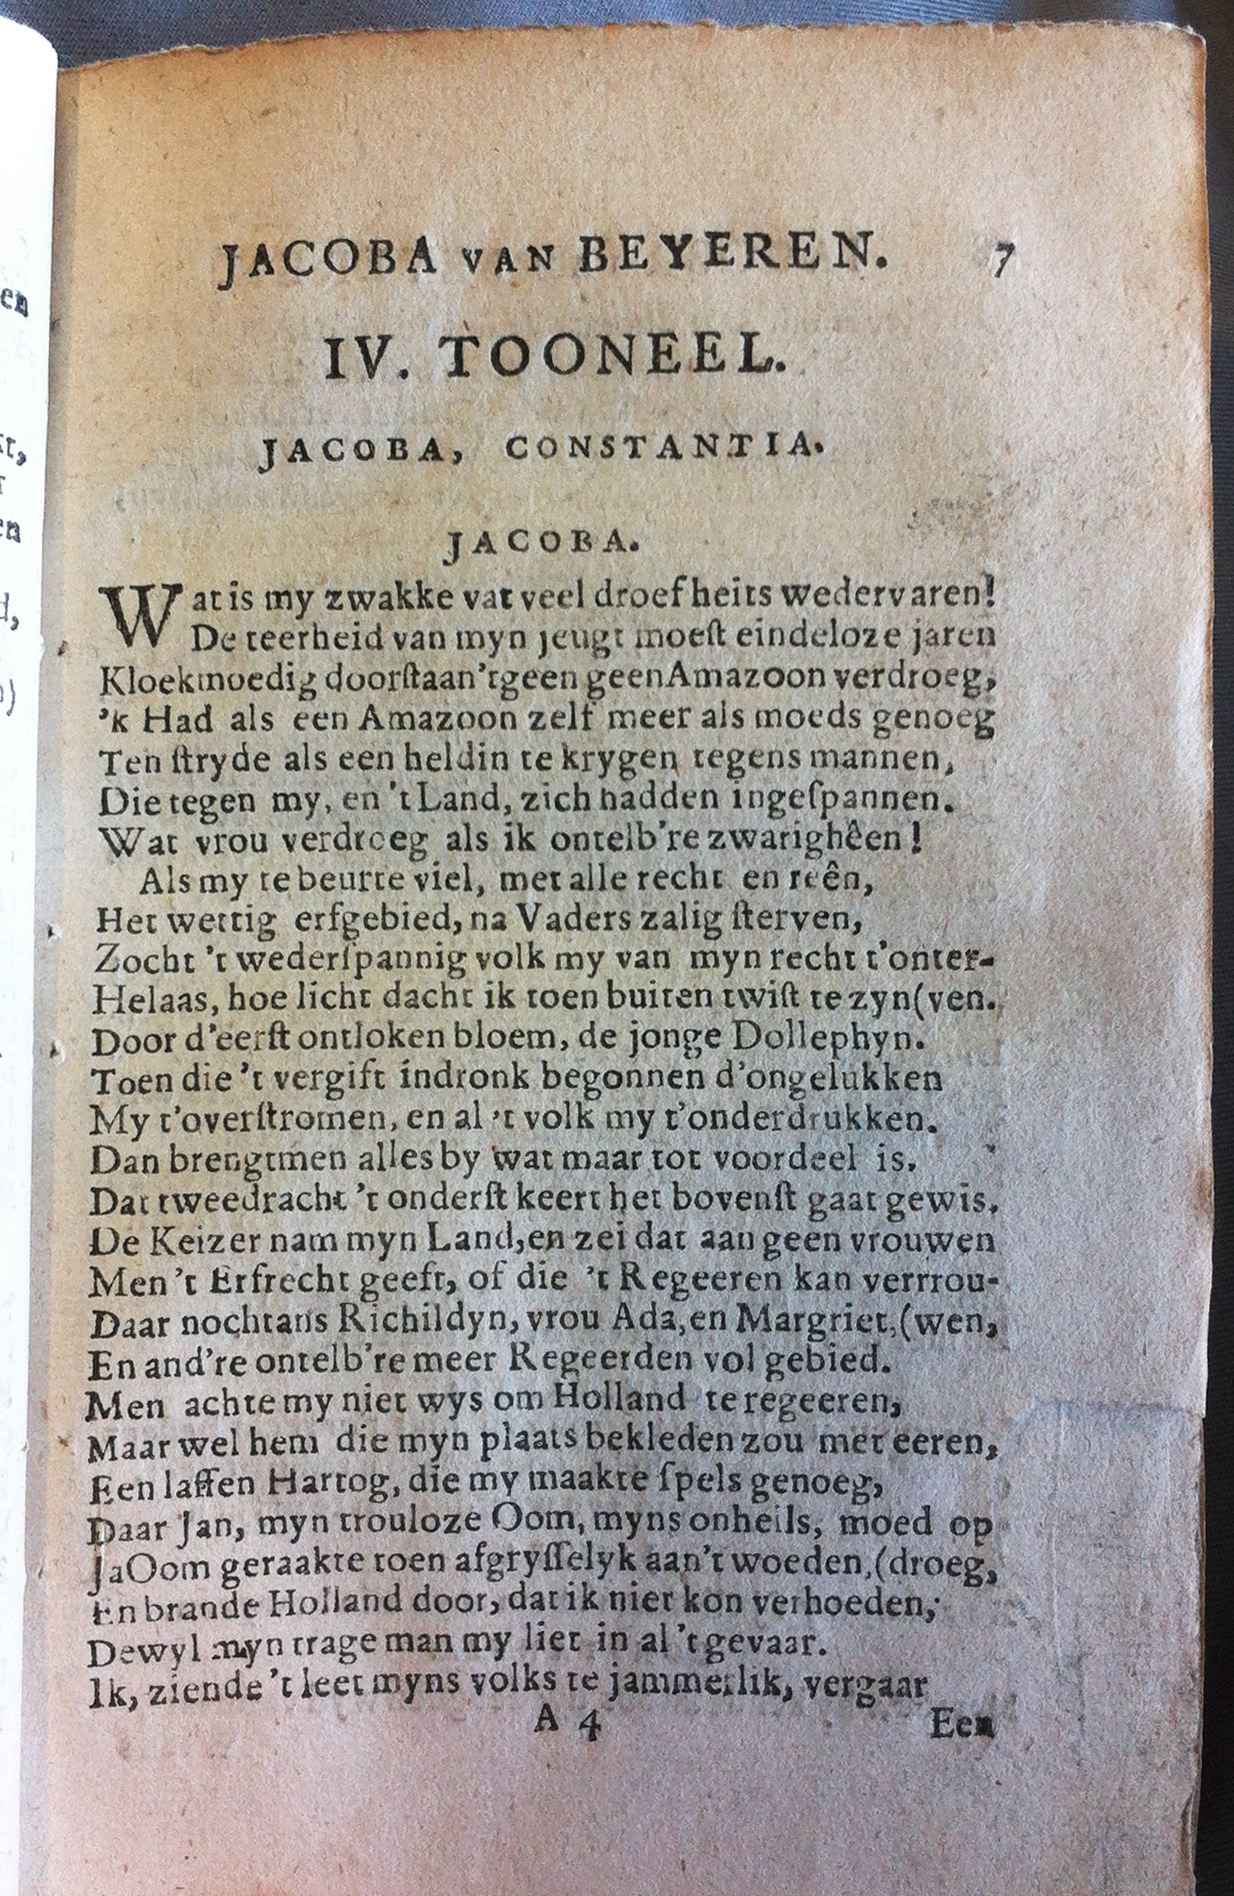 JACOBA VAN BEYEREN. 7
IV. TOONEEL.
JACOBA, CONSTANTIA.
JACOBA.
Wat is my zwakke vat veel droefheits wedervaren!
De teerheid van myn jeugt moeſt eindeloze jaren
Kloekmoedig doorſtaan 'tgeen geen Amazoon verdroeg,
'k Had als een Amazoon zelf meer als moeds genoeg
Ten ſtryde als een heldin te krygen tegens mannen,
Die tegen my, en 't Land, zich hadden ingeſpannen.
Wat vrou verdroeg als ik ontelb're zwarighêen!
Als my te beurte viel, met alle recht en reên,
Het wettig erfgebied, na Vaders zalig ſterven,
Zocht 't wederſpannig volk my van myn recht t'onter-
Helaas, hoe licht dacht ik toen buiten twiſt te zyn(ven.
Door d'eerſt ontloken bloem, de jonge Dollephyn.
Toen die 't vergift indronk begonnen d'ongelukken
My t'overſtromen, en al 't volk my t'onderdrukken.
Dan brengtmen alles by wat maar tot voordeel is.
Dat tweedracht 't onderſt keert het bovenſt gaat gewis.
De Keizer nam myn Land, en zei dat aan geen vrouwen
Men 't Erfrecht geeft, of die 't Regeeren kan verrrou-
Daar nochtans Richildyn, vrou Ada, en Margriet,(wen,
En and're ontelb're meer Regeerden vol gebied.
Men achte my niet wys om Holland te regeeren,
Maar wel hem die myn plaats bekleden zou met eeren,
Een laffen Hartog, die my maakte ſpels genoeg,
Daar Jan, myn trouloze Oom, myns onheils, moed op
Ja Oom geraakte toen afgryſſelyk aan't woeden,(droeg,
En brande Holland door, dat ik niet kon verhoeden,
Dewyl myn trage man my liet in al 't gevaar.
Ik, ziende 't leet myns volks te jammerlik, vergaar
A 4 Een
en
ct,
en
d,